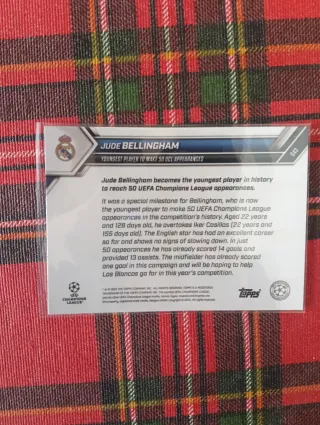 JUDE BELLINGHAM
YOUNGEST PLAYER TO MAKE 50 UCL APPEARANCES
Jude Bellingham becomes the youngest player in history
to reach 50 UEFA Champions League appearances.
It was a special milestone for Bellingham, who is now
the youngest player to make 50 UCL
appearances in the competition's history. Aged 22 years
and 128 days old, he overtakes Iker Casillas (22 years and
155 days old). The English star has had an excellent career
so far and shows no signs of slowing down. In just
50 appearances he has already scored 14 goals and
provided 13 assists. The midfielder has already scored
one goal in this campaign and will be hoping to help
Los Blancos go far in this year's competition.
CHAMPIONS
LEAGUE
topps